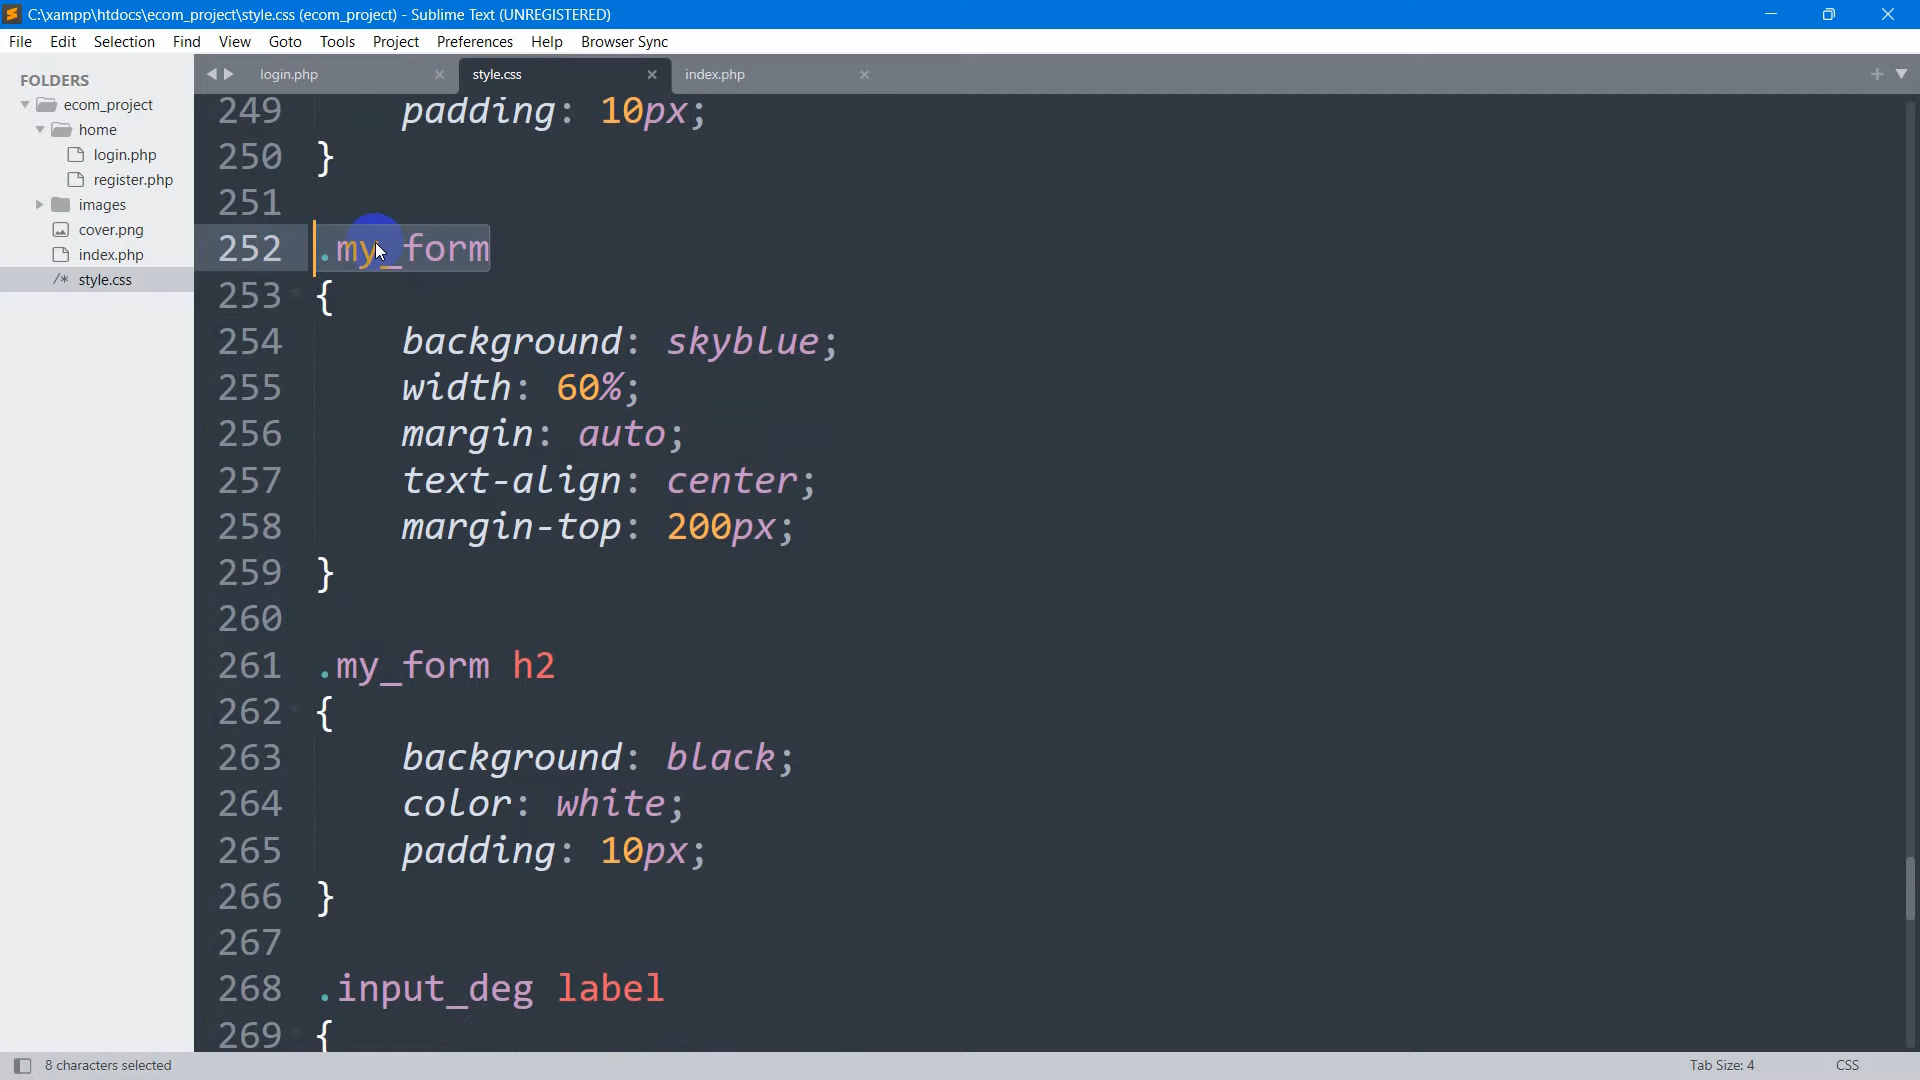 C:\xampp\htdocs\ecom_project\style.css (ecom_project) - Sublime Text (UNREGISTERED)
File Edit Selection Find View Goto Tools Project Preferences Help Browser Sync
FOLDERS
ecom_project
home
login.php
register.php
images
cover.png
index.php
/* style.css
login.php style.css index.php
249 padding: 10px;
250 }
251
252 .my_form
253 {
254 background: skyblue;
255 width: 60%;
256 margin: auto;
257 text-align: center;
258 margin-top: 200px;
259 }
260
261 .my_form h2
262 {
263 background: black;
264 color: white;
265 padding: 10px;
266 }
267
268 .input_deg label
269 {
8 characters selected Tab Size: 4 CSS